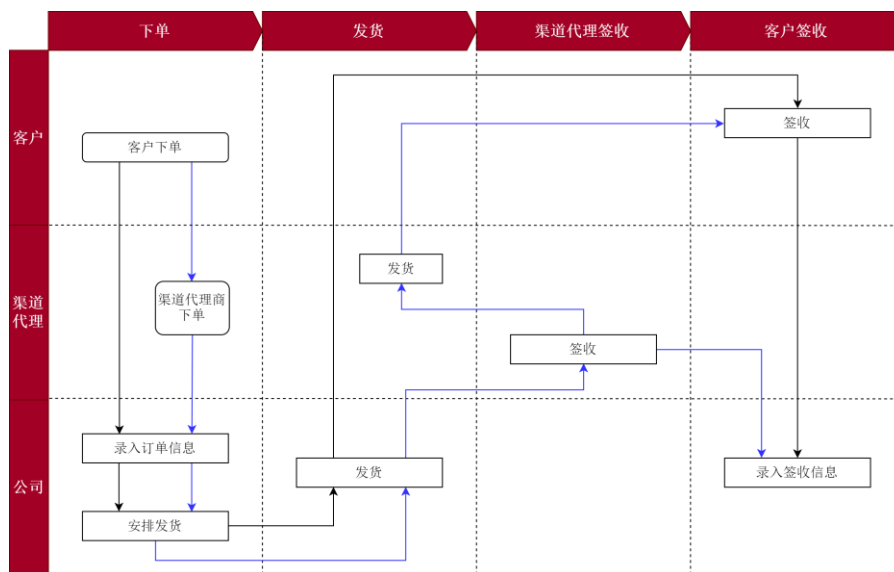 下单
发货
渠道代理签收
客户签收
客户
客户下单
签收
渠道
代理
发货
渠道代理商
下单
签收
公司
录入订单信息
发货
录入签收信息
安排发货